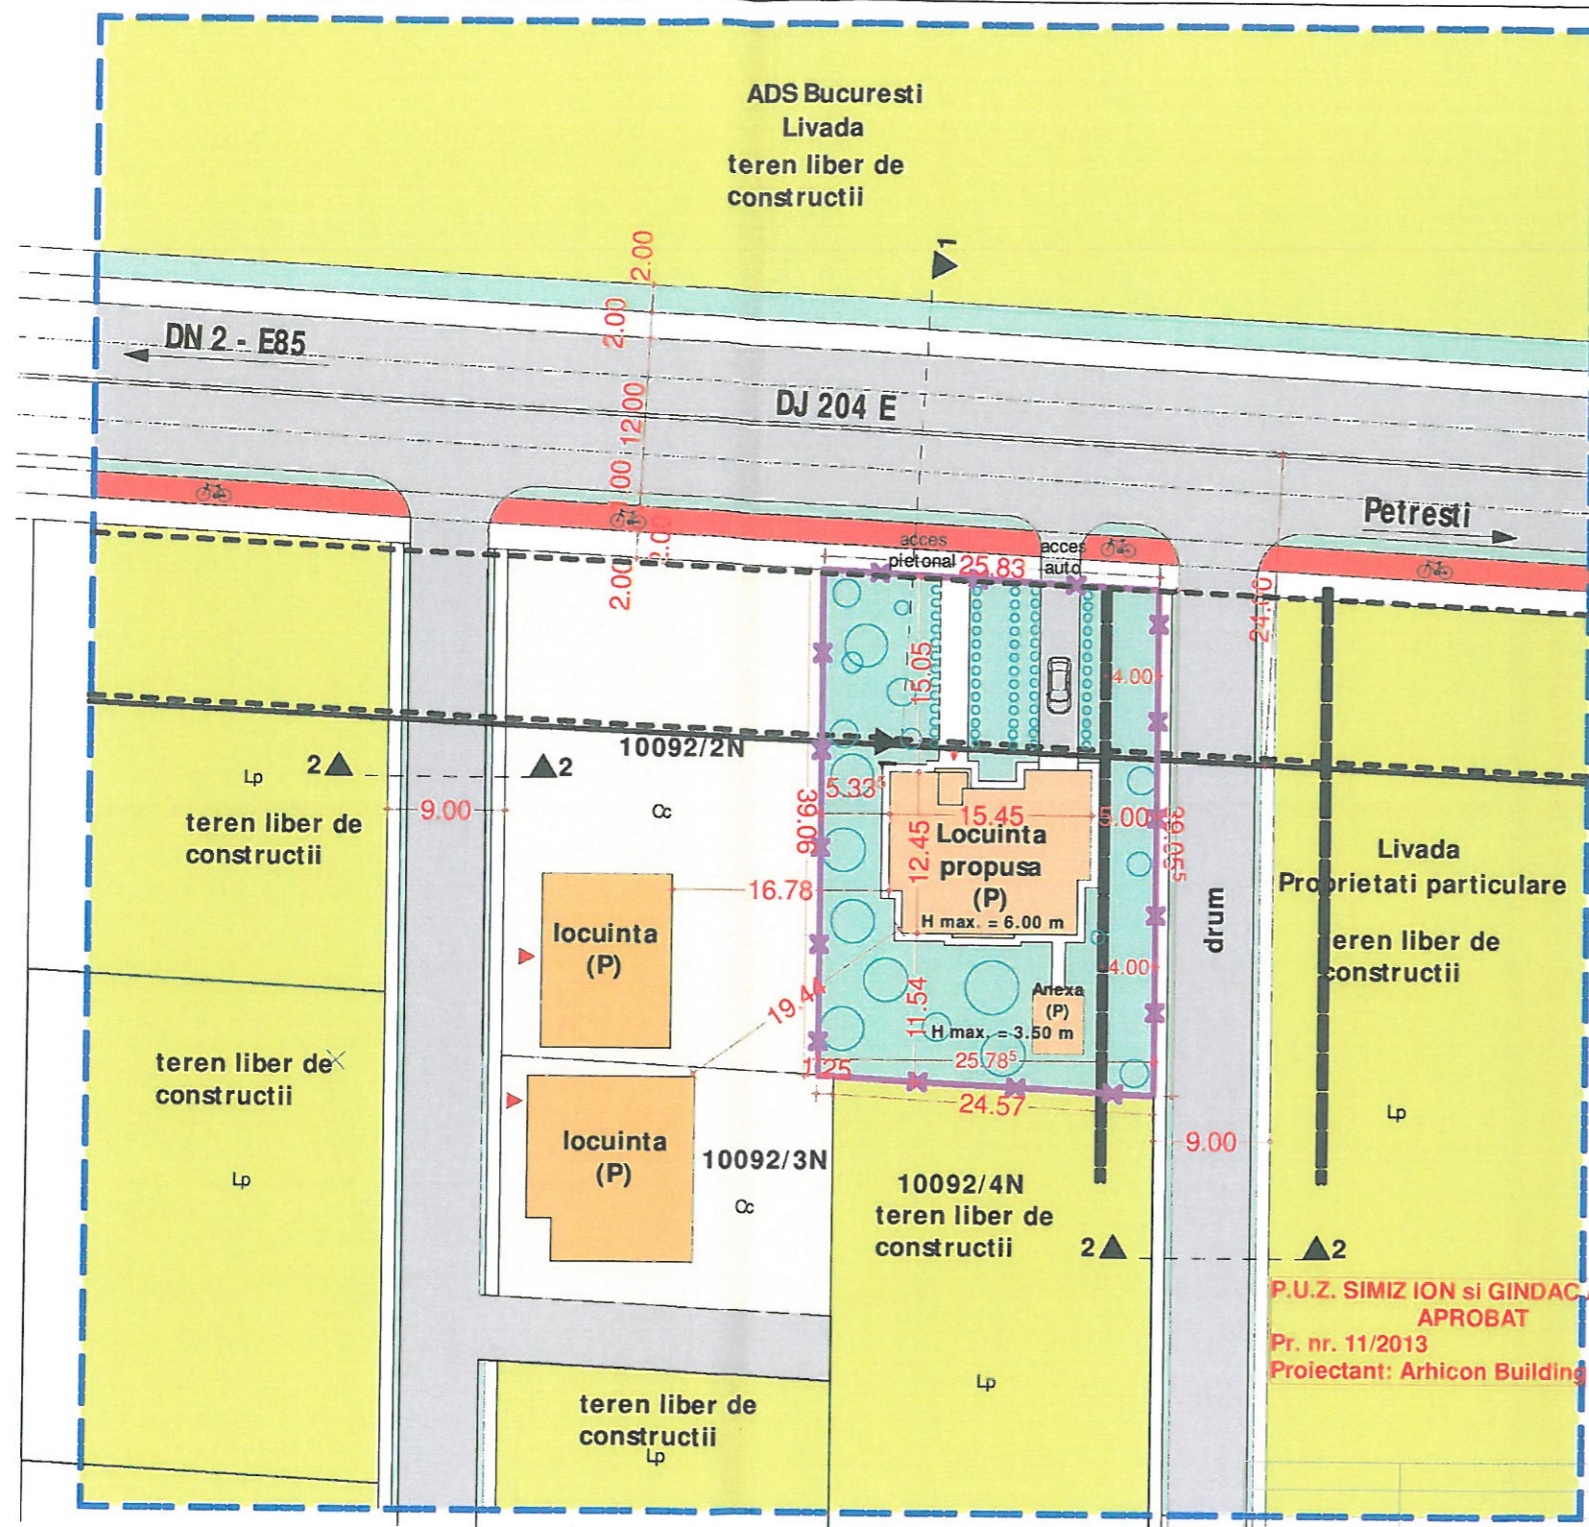 ADS Bucuresti
Livada
teren liber de
constructii
1
2.00
2.00
12.00
2.00
2.00
DN 2 - E85
DJ 204 E
Petresti
acces
pietonal
acces
auto
25.83
24.00
15.05
4.00
10092/2N
Cc
2
2
Lp
teren liber de
constructii
9.00
5.33⁵
39.06
15.45
5.00
12.45
Locuinta
propusa
(P)
H max. = 6.00 m
16.78
locuinta
(P)
drum
Livada
Proprietati particulare
eren liber de
constructii
4.00
19.44
11.54
Anexa
(P)
H max. = 3.50 m
25.78⁵
1.25
24.57
teren liber de
constructii
Lp
locuinta
(P)
10092/3N
Cc
10092/4N
teren liber de
constructii
9.00
Lp
2
2
P.U.Z. SIMIZ ION si GINDAC
APROBAT
Pr. nr. 11/2013
Proiectant: Arhicon Building
Lp
teren liber de
constructii
Lp